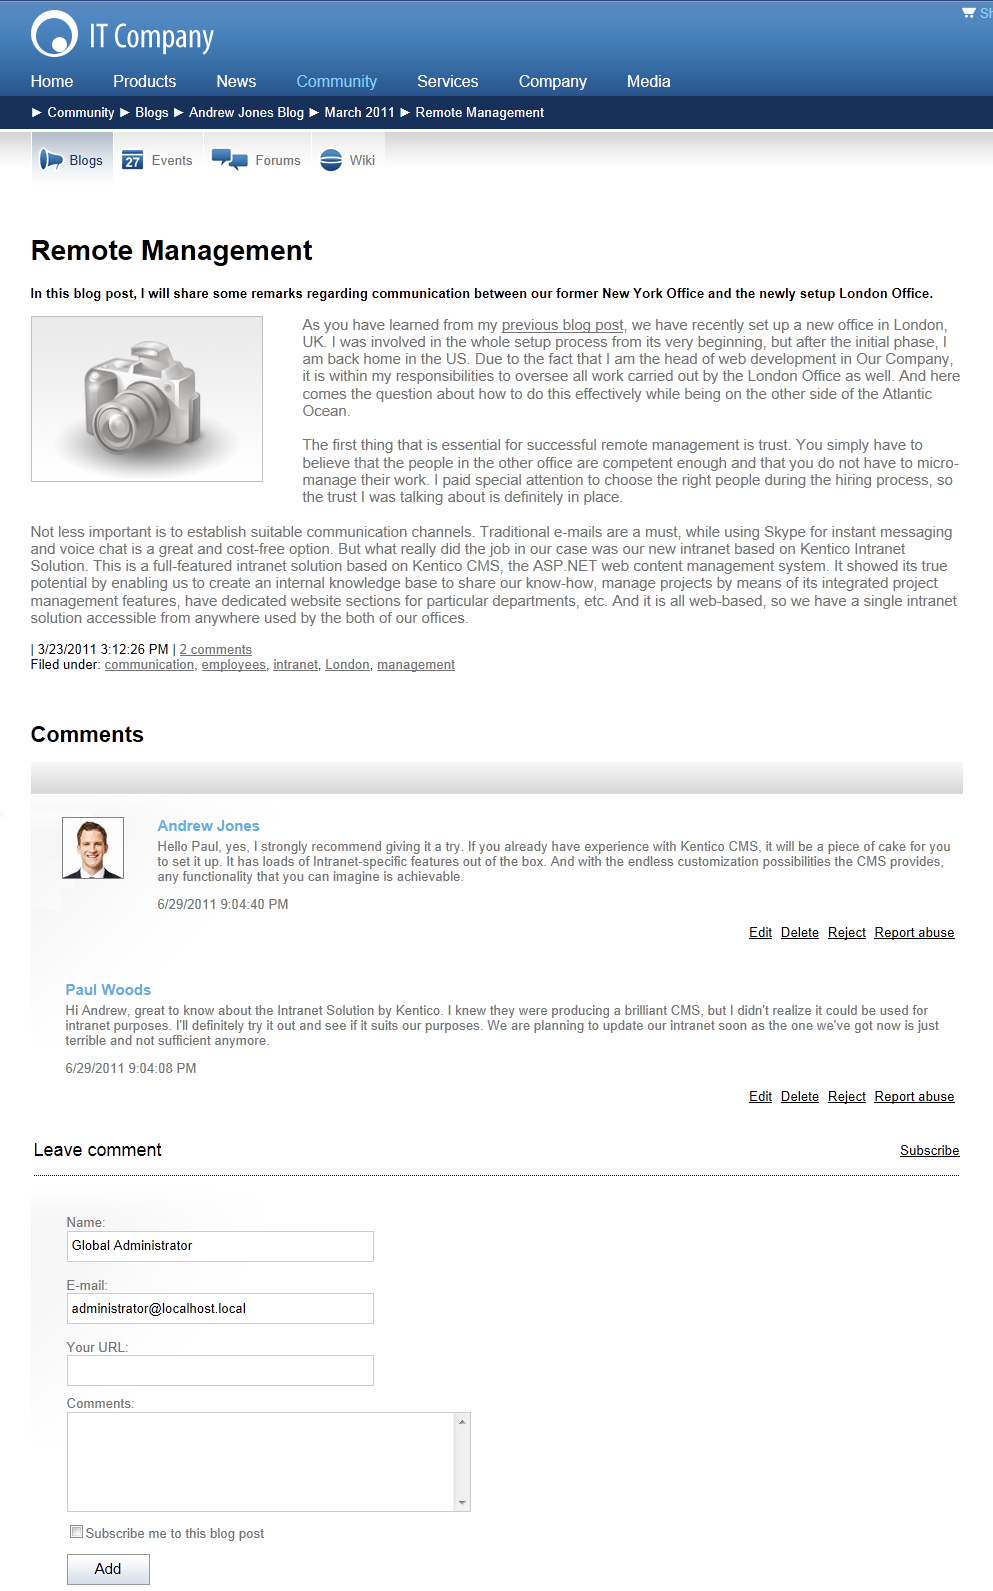 IT Company
Home Products News Community Services Company Media
► Community ► Blogs ► Andrew Jones Blog ► March 2011 ► Remote Management
Blogs 27 Events Forums Wiki
Remote Management
In this blog post, I will share some remarks regarding communication between our former New York Office and the newly setup London Office.
As you have learned from my previous blog post, we have recently set up a new office in London,
UK. I was involved in the whole setup process from its very beginning, but after the initial phase, I
am back home in the US. Due to the fact that I am the head of web development in Our Company,
it is within my responsibilities to oversee all work carried out by the London Office as well. And here
comes the question about how to do this effectively while being on the other side of the Atlantic
Ocean.
The first thing that is essential for successful remote management is trust. You simply have to
believe that the people in the other office are competent enough and that you do not have to micro-
manage their work. I paid special attention to choose the right people during the hiring process, so
the trust I was talking about is definitely in place.
Not less important is to establish suitable communication channels. Traditional e-mails are a must, while using Skype for instant messaging
and voice chat is a great and cost-free option. But what really did the job in our case was our new intranet based on Kentico Intranet
Solution. This is a full-featured intranet solution based on Kentico CMS, the ASP.NET web content management system. It showed its true
potential by enabling us to create an internal knowledge base to share our know-how, manage projects by means of its integrated project
management features, have dedicated website sections for particular departments, etc. And it is all web-based, so we have a single intranet
solution accessible from anywhere used by the both of our offices.
| 3/23/2011 3:12:26 PM | 2 comments
Filed under: communication, employees, intranet, London, management
Comments
Andrew Jones
Hello Paul, yes, I strongly recommend giving it a try. If you already have experience with Kentico CMS, it will be a piece of cake for you
to set it up. It has loads of Intranet-specific features out of the box. And with the endless customization possibilities the CMS provides,
any functionality that you can imagine is achievable.
6/29/2011 9:04:40 PM
Edit Delete Reject Report abuse
Paul Woods
Hi Andrew, great to know about the Intranet Solution by Kentico. I knew they were producing a brilliant CMS, but I didn't realize it could be used for
intranet purposes. I'll definitely try it out and see if it suits our purposes. We are planning to update our intranet soon as the one we've got now is just
terrible and not sufficient anymore.
6/29/2011 9:04:08 PM
Edit Delete Reject Report abuse
Leave comment Subscribe
Name:
Global Administrator
E-mail:
administrator@localhost.local
Your URL:
Comments:
Subscribe me to this blog post
Add